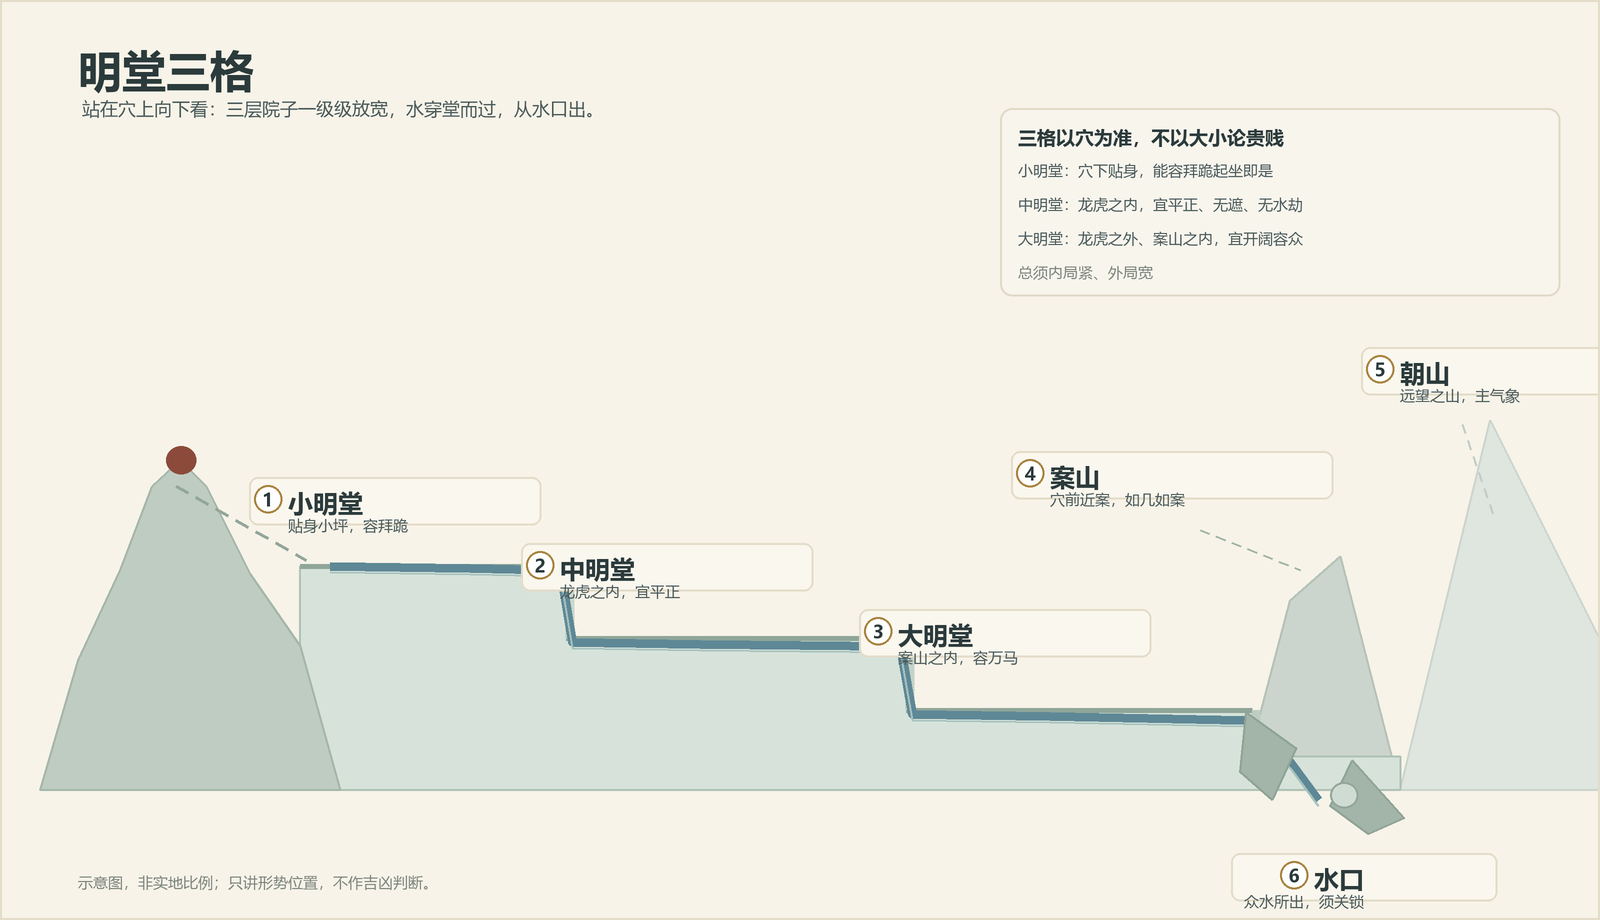 明堂三格
站在穴上向下看：三层院子一级级放宽，水穿堂而过，从水口出。
三格以穴为准，不以大小论贵贱
小明堂：穴下贴身，能容拜跪起坐即是
中明堂：龙虎之内，宜平正、无遮、无水劫
大明堂：龙虎之外、案山之内，宜开阔容众
总须内局紧、外局宽
5 朝山
远望之山，主气象
4 案山
穴前近案，如几如案
1 小明堂
贴身小坪，容拜跪
2 中明堂
龙虎之内，宜平正
3 大明堂
案山之内，容万马
6 水口
众水所出，须关锁
示意图，非实地比例；只讲形势位置，不作吉凶判断。